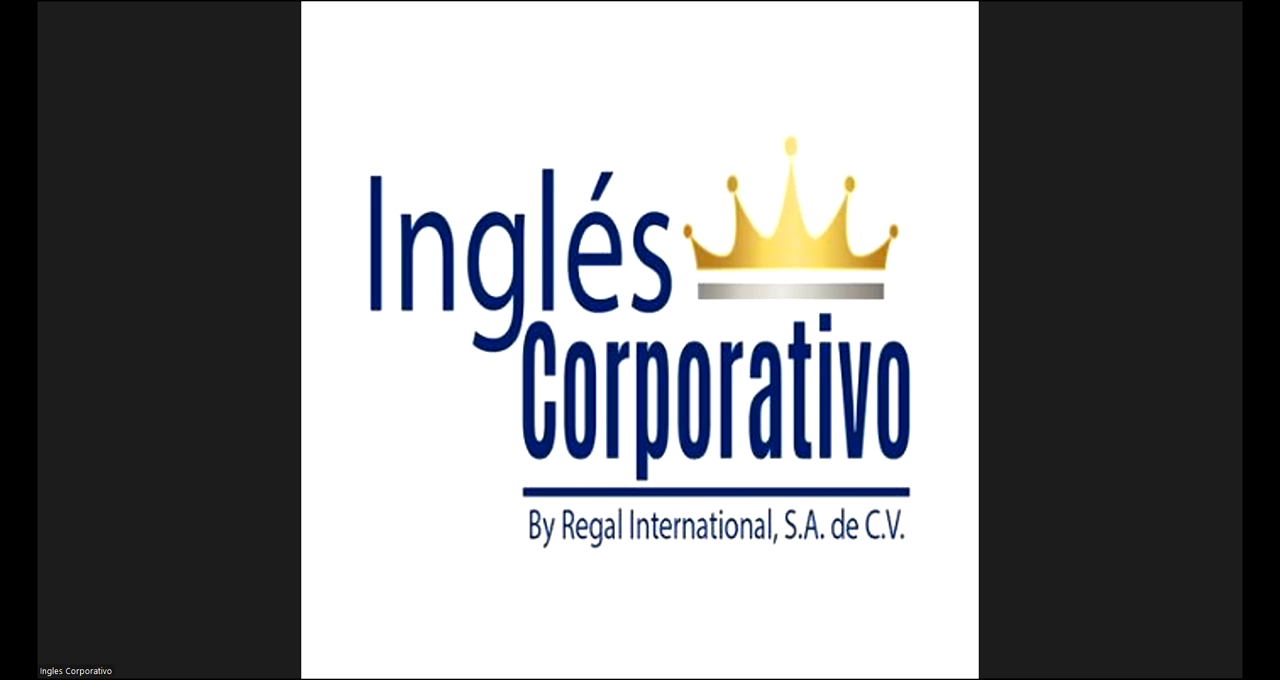 Inglés
Corporativo
By Regal International, S.A. de C.V.
Ingles Corporativo